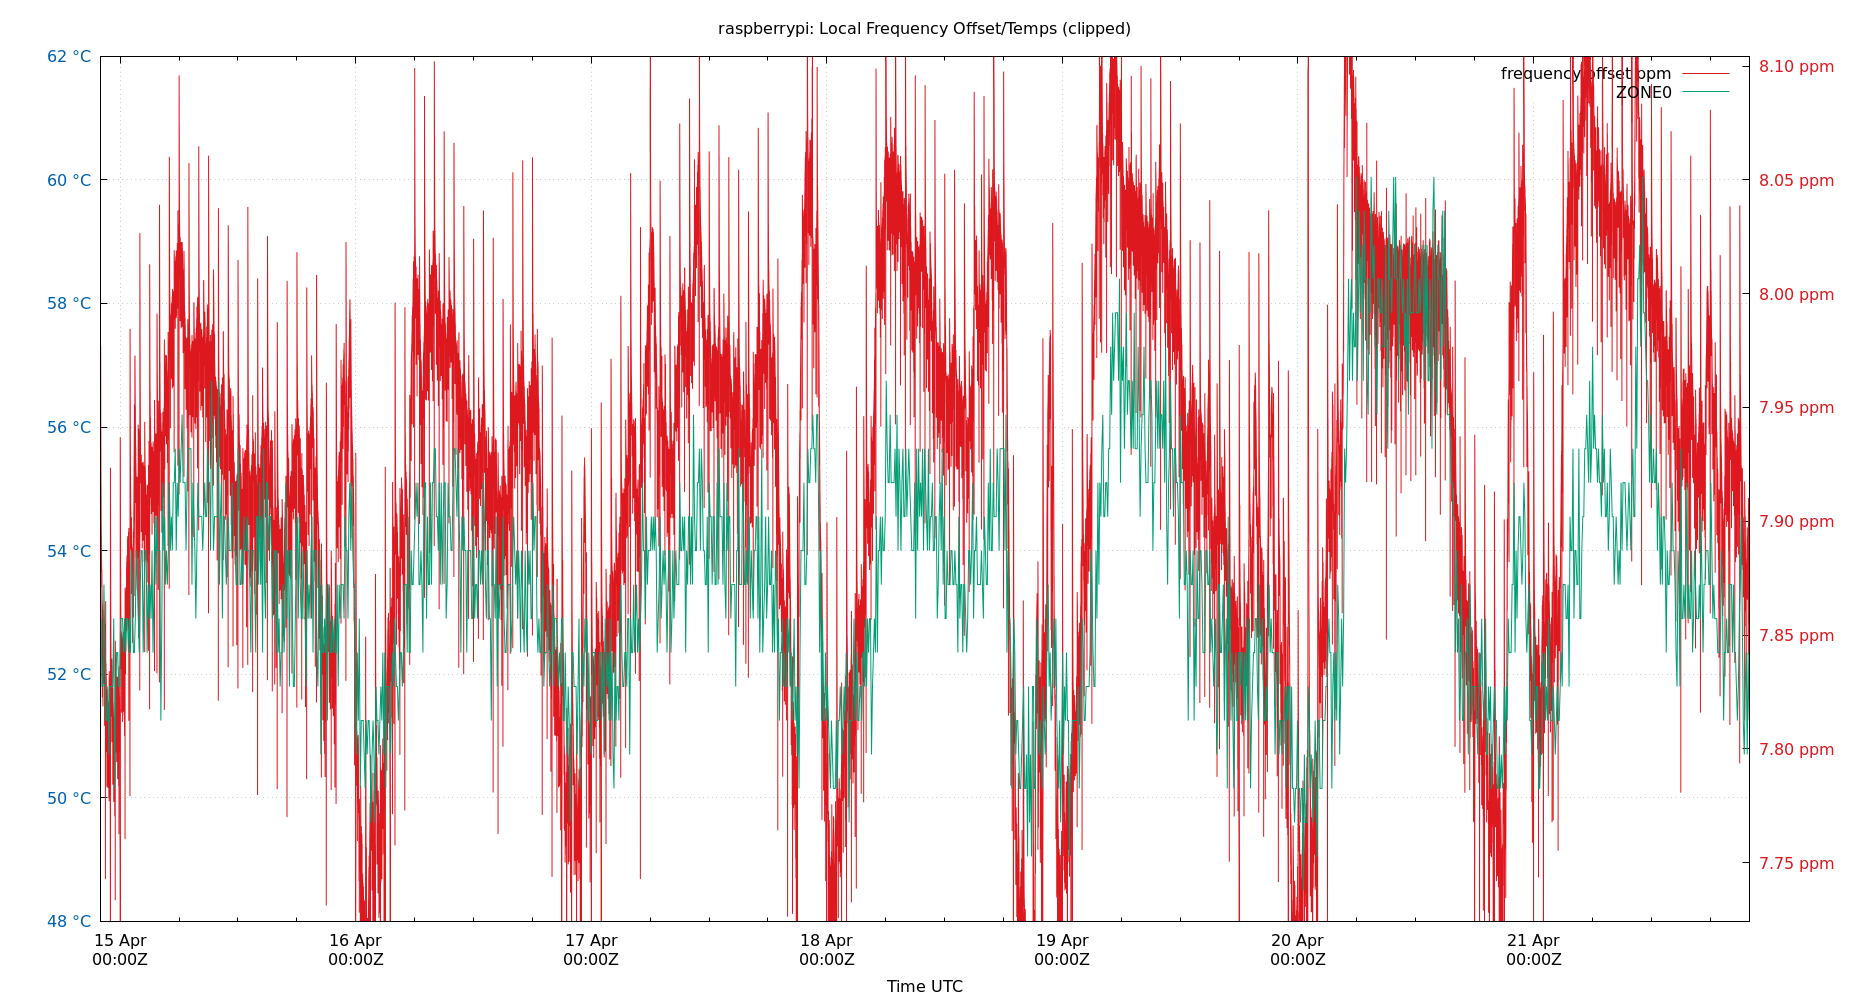 raspberrypi: Local Frequency Offset/Temps (clipped)
62 °C
60 °C
58 °C
56 °C
54 °C
52 °C
50 °C
48 °C
8.10 ppm
8.05 ppm
8.00 ppm
7.95 ppm
7.90 ppm
7.85 ppm
7.80 ppm
7.75 ppm
frequency offset ppm
ZONE0
15 Apr 16 Apr 17 Apr 18 Apr 19 Apr 20 Apr 21 Apr
00:00Z 00:00Z 00:00Z 00:00Z 00:00Z 00:00Z 00:00Z
Time UTC